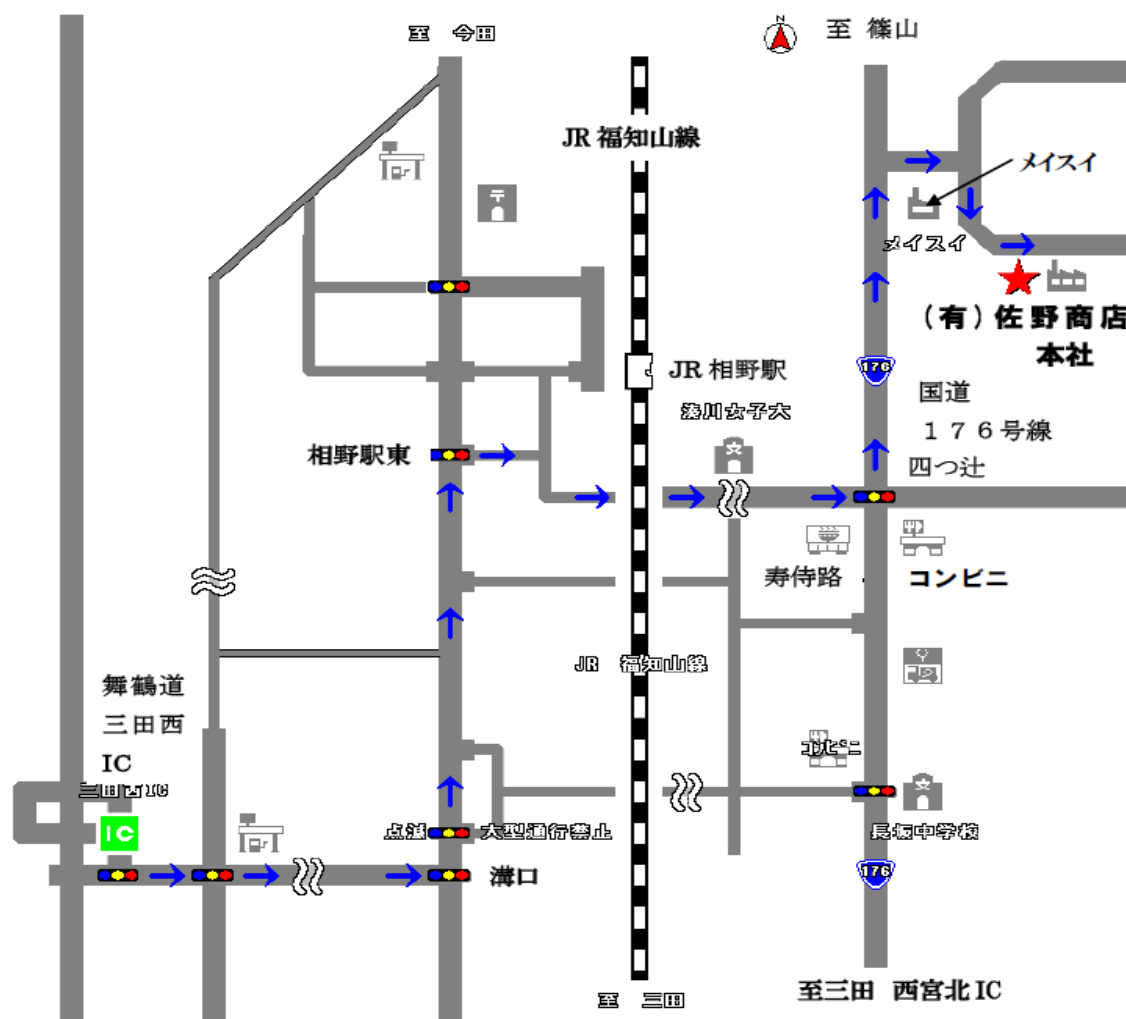 N
至 篠山
至 今田
JR 福知山線
メイスイ
メイスイ
(有)佐野商店
本社
176
JR 相野駅
国道
176号線
湊川女子大
相野駅東
四つ辻
寿侍路
コンビニ
JR 福知山線
舞鶴道
三田西
IC
三田西IC
IC
コンビニ
点滅
大型通行禁止
長坂中学校
溝口
176
至 三田
至三田 西宮北IC